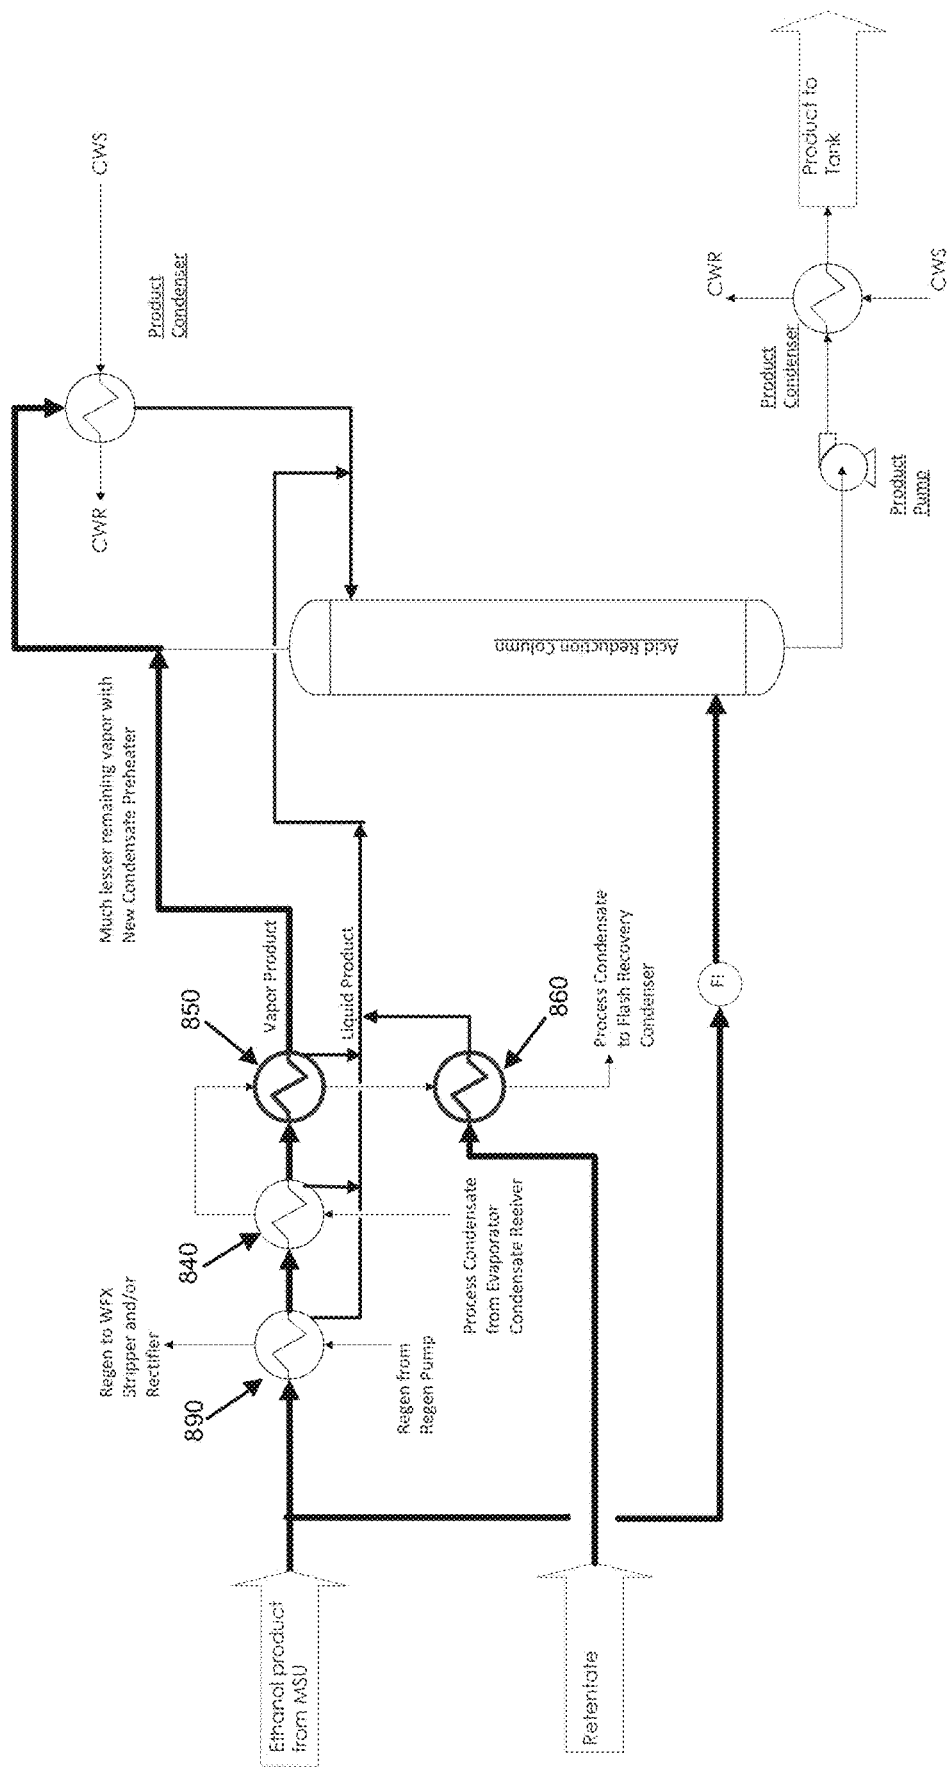 CWS
Product
Condenser
CWR
Product to
Tank
CWR
CWS
Product
Condenser
Product
Pump
Acid Reduction Column
Much lesser remaining vapor with
New Condensate Preheater
Vapor Product
Liquid Product
850
860
Process Condensate
to Flash Recovery
Condenser
FI
840
Process Condensate
from Evaporator
Condensate Reeiver
Regen to WFX
Stripper and/or
Rectifier
890
Regen from
Regen Pump
Ethanol product
from MSU
Retentate